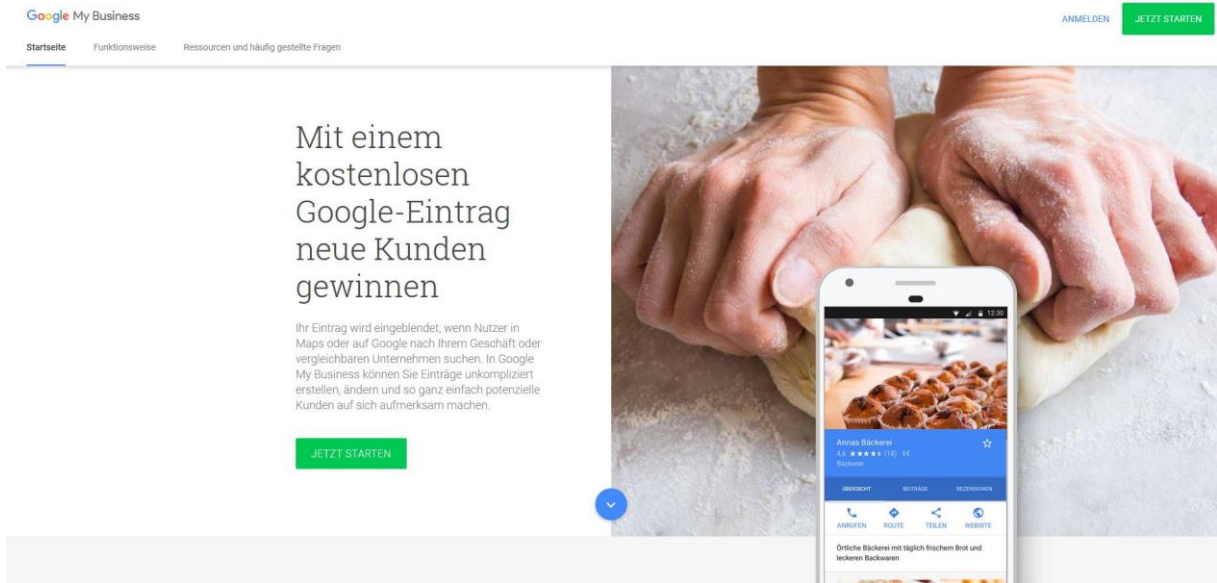 Google My Business
ANMELDEN
JETZT STARTEN
Startseite
Funktionsweise
Ressourcen und häufig gestellte Fragen
Mit einem
kostenlosen
Google-Eintrag
neue Kunden
gewinnen
Ihr Eintrag wird eingeblendet, wenn Nutzer in
Maps oder auf Google nach Ihrem Geschäft oder
vergleichbaren Unternehmen suchen. In Google
My Business können Sie Einträge unkompliziert
erstellen, ändern und so ganz einfach potenzielle
Kunden auf sich aufmerksam machen.
JETZT STARTEN
12:30
Annas Bäckerei
4,6 ★★★★★ (18) · €€
Bäckerei
ÜBERSICHT
BEITRÄGE
REZENSIONEN
ANRUFEN
ROUTE
TEILEN
WEBSITE
Örtliche Bäckerei mit täglich frischem Brot und
leckeren Backwaren